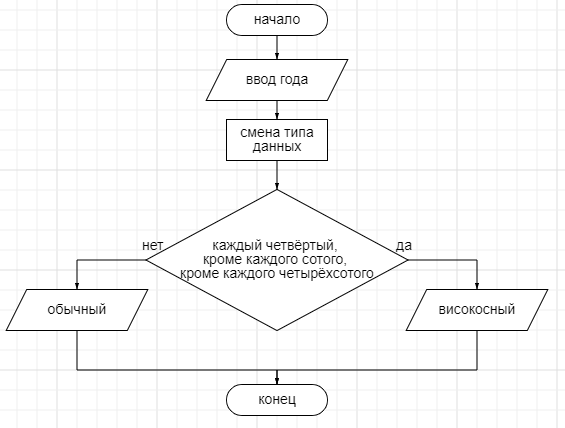 начало
ввод года
смена типа
данных
нет
да
каждый четвёртый,
кроме каждого сотого,
кроме каждого четырёхсотого
обычный
високосный
конец